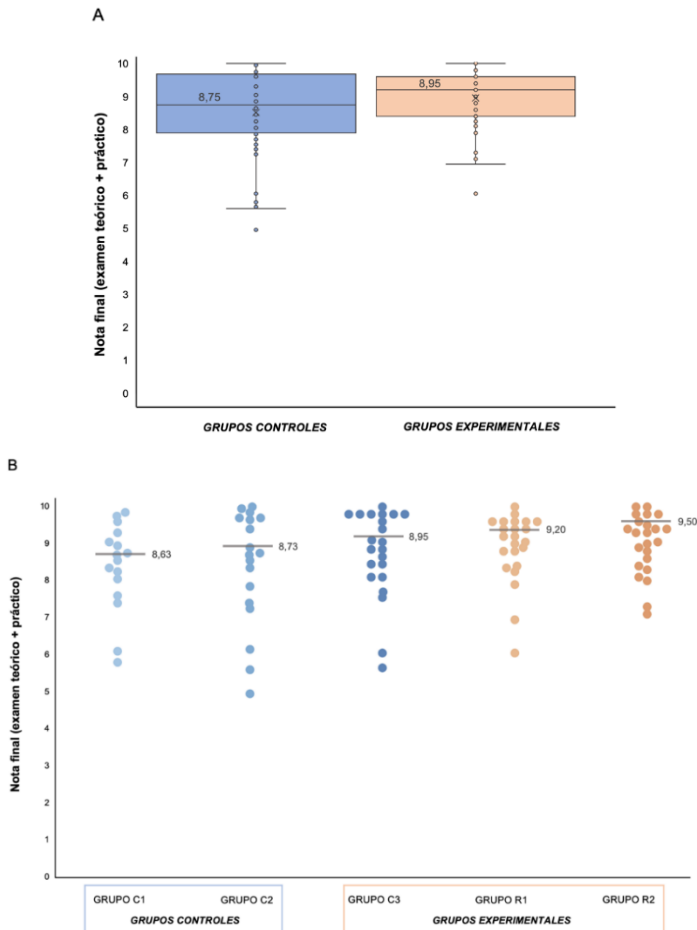 A
Nota final (examen teórico + práctico)
10
9
8
7
6
5
4
3
2
1
0
8,75
8,95
GRUPOS CONTROLES
GRUPOS EXPERIMENTALES
B
Nota final (examen teórico + práctico)
10
9
8
7
6
5
4
3
2
1
0
8,63
8,73
8,95
9,20
9,50
GRUPO C1
GRUPO C2
GRUPO C3
GRUPO R1
GRUPO R2
GRUPOS CONTROLES
GRUPOS EXPERIMENTALES